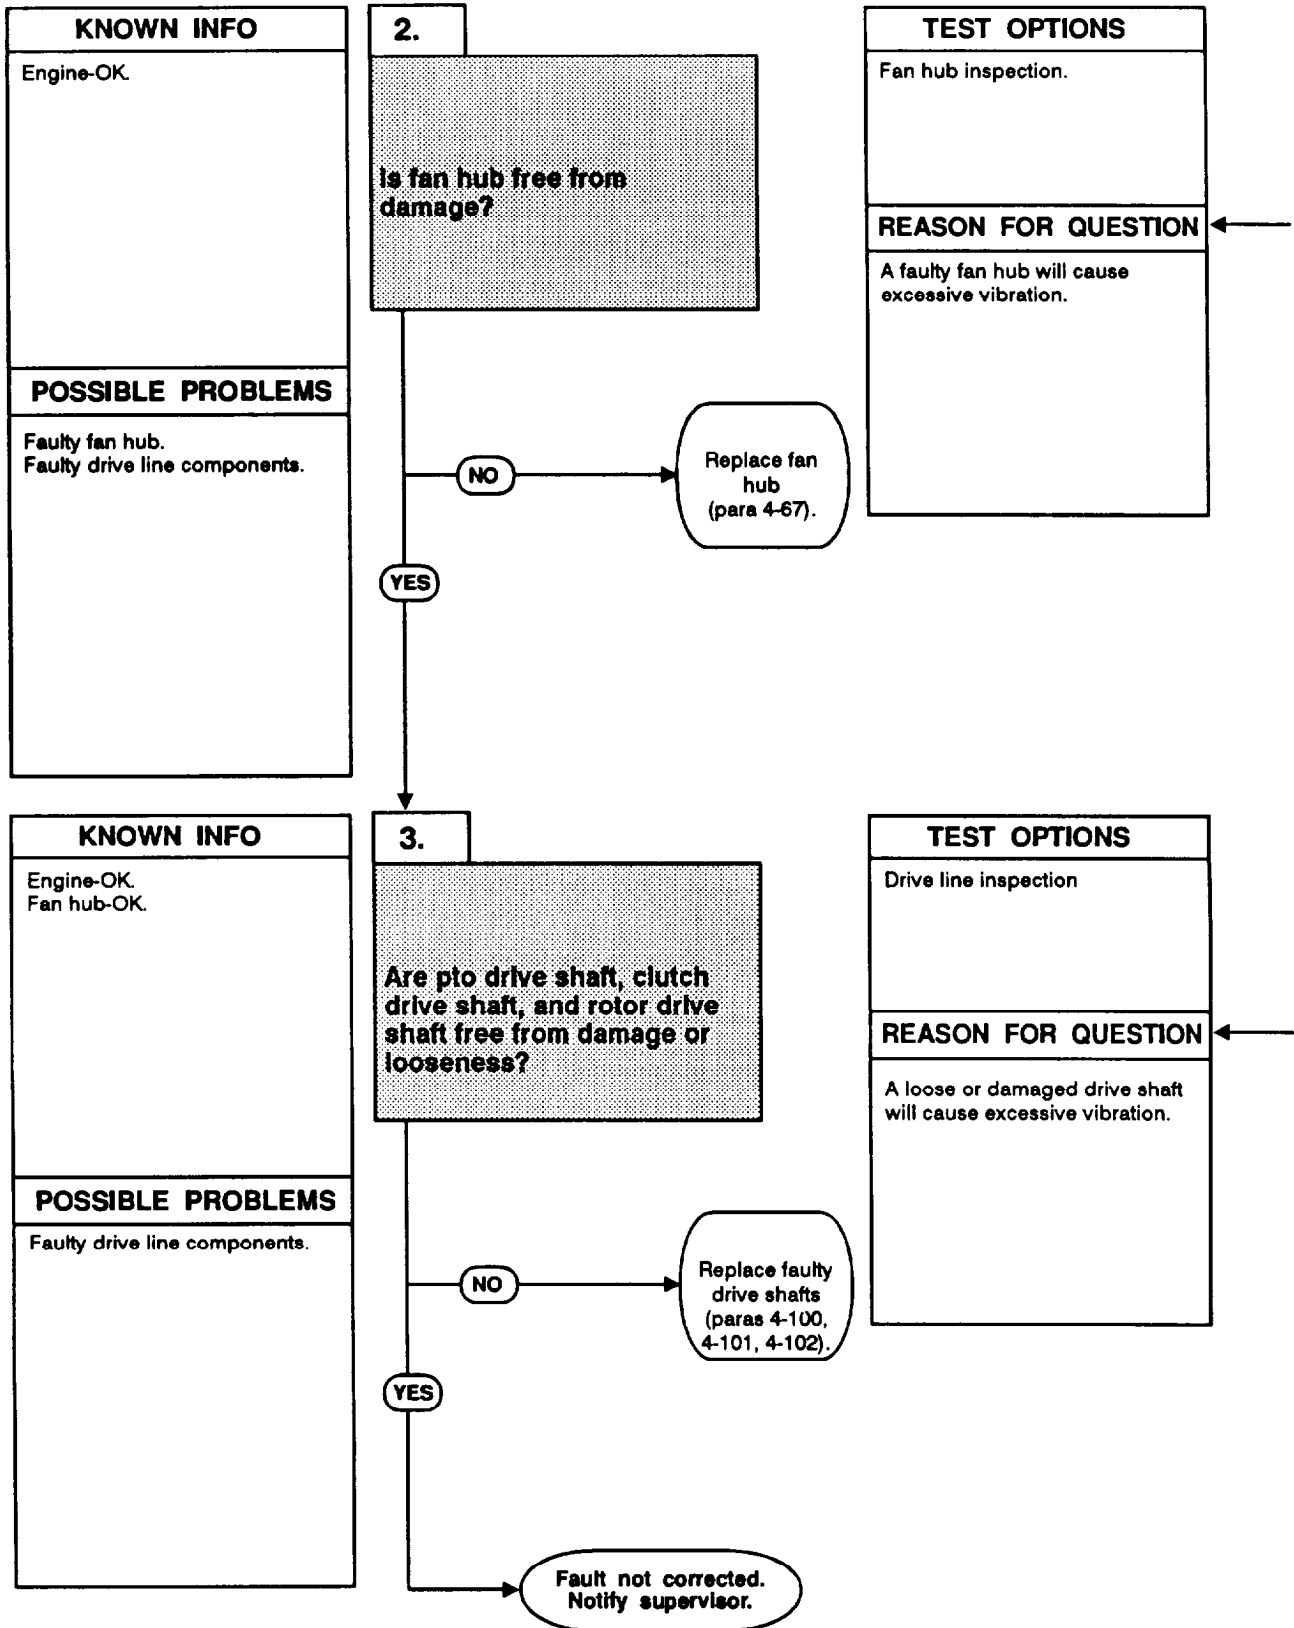 KNOWN INFO
Engine-OK.
POSSIBLE PROBLEMS
Faulty fan hub.
Faulty drive line components.
2.
Is fan hub free from
damage?
NO
Replace fan
hub
(para 4-67).
YES
TEST OPTIONS
Fan hub inspection.
REASON FOR QUESTION
A faulty fan hub will cause
excessive vibration.
KNOWN INFO
Engine-OK.
Fan hub-OK.
POSSIBLE PROBLEMS
Faulty drive line components.
3.
Are pto drive shaft, clutch
drive shaft, and rotor drive
shaft free from damage or
looseness?
NO
Replace faulty
drive shafts
(paras 4-100,
4-101, 4-102).
YES
Fault not corrected.
Notify supervisor.
TEST OPTIONS
Drive line inspection
REASON FOR QUESTION
A loose or damaged drive shaft
will cause excessive vibration.